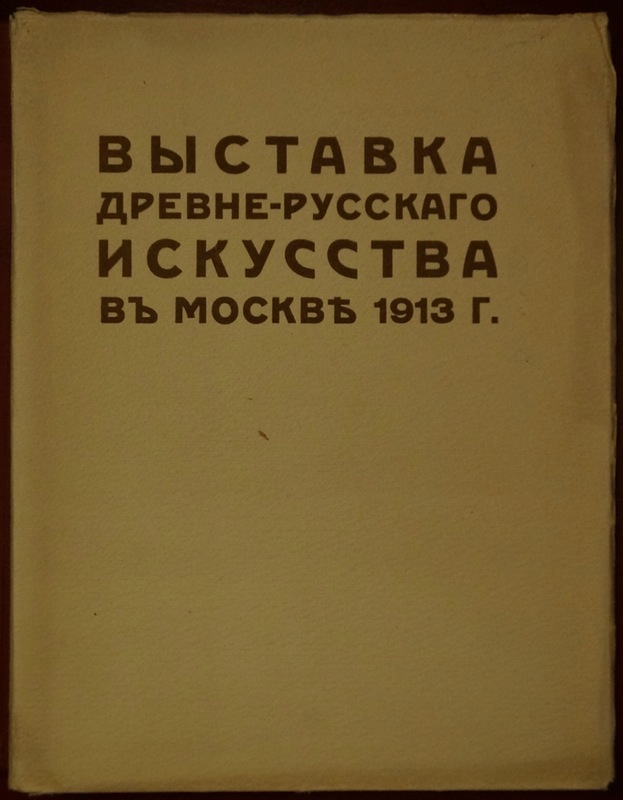 ВЫСТАВКА
ДРЕВНЕ-РУССКАГО
ИСКУССТВА
ВЪ МОСКВѢ 1913 Г.